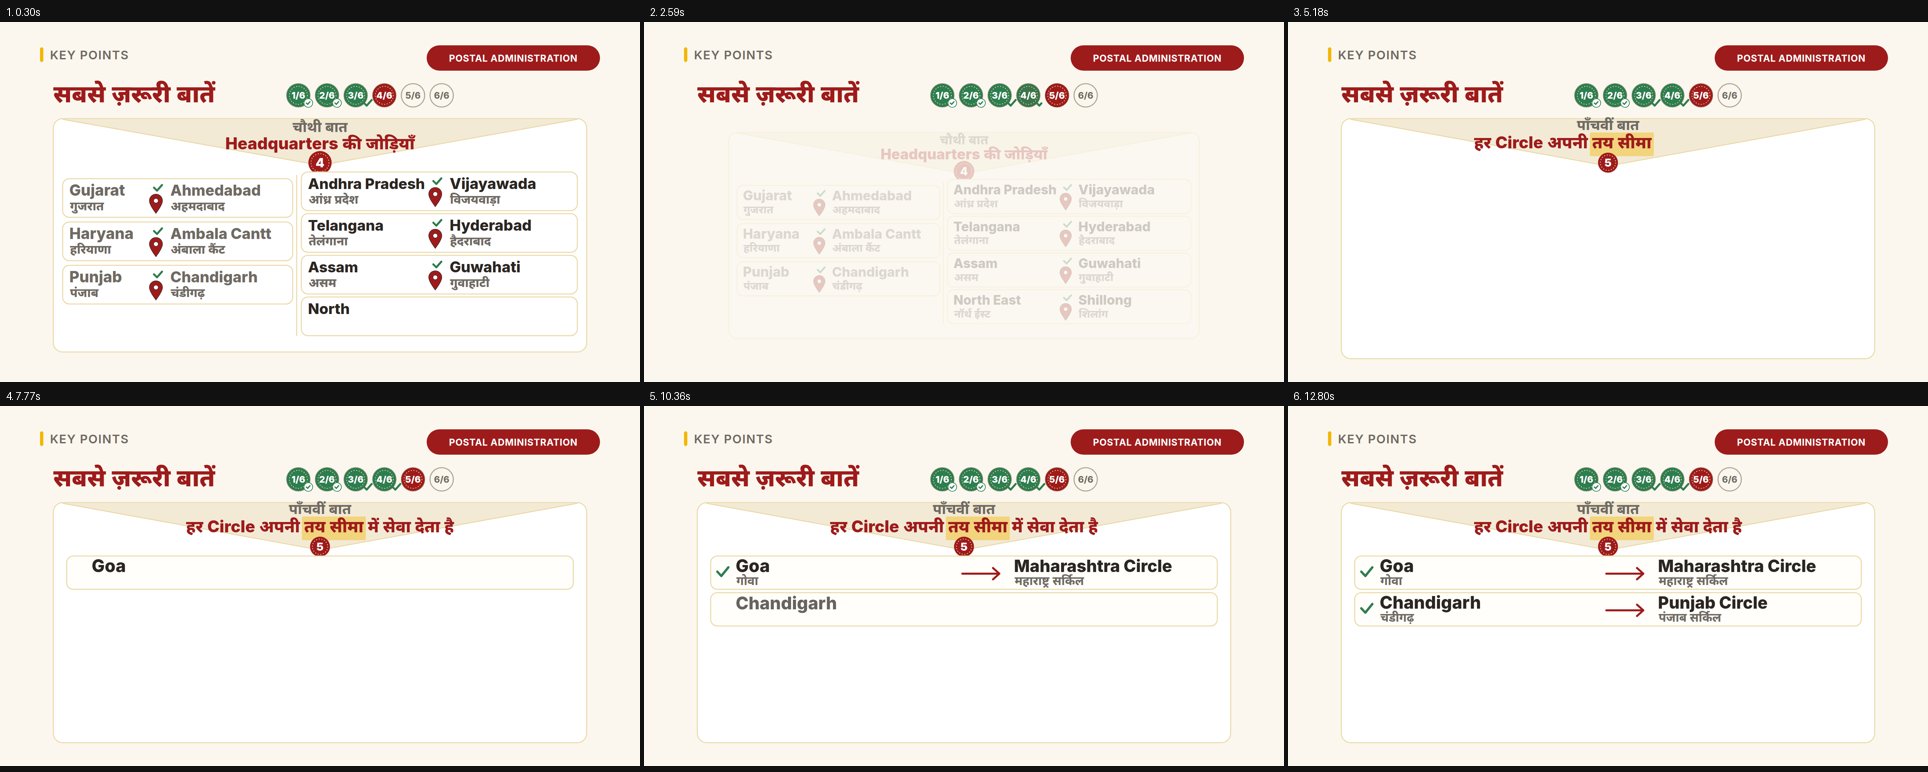 1. 0.30s
KEY POINTS
POSTAL ADMINISTRATION
सबसे ज़रूरी बातें
1/6 2/6 3/6 4/6 5/6 6/6
चौथी बात
Headquarters की जोड़ियाँ
4
Gujarat Ahmedabad
गुजरात अहमदाबाद
Haryana Ambala Cantt
हरियाणा अंबाला कैंट
Punjab Chandigarh
पंजाब चंडीगढ़
Andhra Pradesh Vijayawada
आंध्र प्रदेश विजयवाड़ा
Telangana Hyderabad
तेलंगाना हैदराबाद
Assam Guwahati
असम गुवाहाटी
North
2. 2.59s
KEY POINTS
POSTAL ADMINISTRATION
सबसे ज़रूरी बातें
1/6 2/6 3/6 4/6 5/6 6/6
चौथी बात
Headquarters की जोड़ियाँ
4
Gujarat Ahmedabad
गुजरात अहमदाबाद
Haryana Ambala Cantt
हरियाणा अंबाला कैंट
Punjab Chandigarh
पंजाब चंडीगढ़
Andhra Pradesh Vijayawada
आंध्र प्रदेश विजयवाड़ा
Telangana Hyderabad
तेलंगाना हैदराबाद
Assam Guwahati
असम गुवाहाटी
North East Shillong
नॉर्थ ईस्ट शिलांग
3. 5.18s
KEY POINTS
POSTAL ADMINISTRATION
सबसे ज़रूरी बातें
1/6 2/6 3/6 4/6 5/6 6/6
पाँचवीं बात
हर Circle अपनी तय सीमा
5
4. 7.77s
KEY POINTS
POSTAL ADMINISTRATION
सबसे ज़रूरी बातें
1/6 2/6 3/6 4/6 5/6 6/6
पाँचवीं बात
हर Circle अपनी तय सीमा में सेवा देता है
5
Goa
5. 10.36s
KEY POINTS
POSTAL ADMINISTRATION
सबसे ज़रूरी बातें
1/6 2/6 3/6 4/6 5/6 6/6
पाँचवीं बात
हर Circle अपनी तय सीमा में सेवा देता है
5
Goa Maharashtra Circle
गोवा महाराष्ट्र सर्किल
Chandigarh
6. 12.80s
KEY POINTS
POSTAL ADMINISTRATION
सबसे ज़रूरी बातें
1/6 2/6 3/6 4/6 5/6 6/6
पाँचवीं बात
हर Circle अपनी तय सीमा में सेवा देता है
5
Goa Maharashtra Circle
गोवा महाराष्ट्र सर्किल
Chandigarh Punjab Circle
चंडीगढ़ पंजाब सर्किल